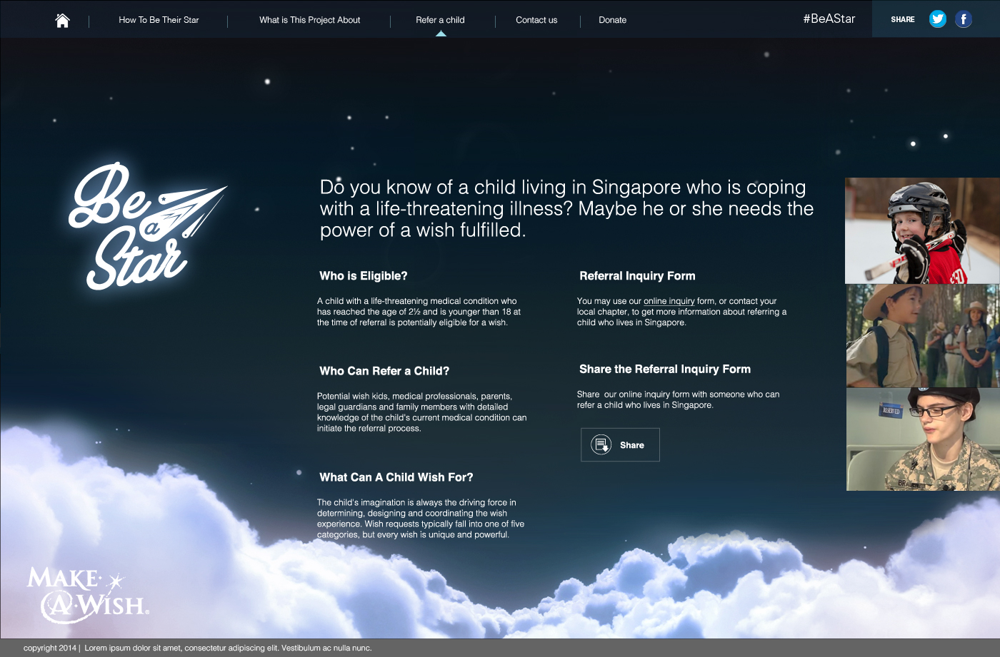 How To Be Their Star
What is This Project About
Refer a child
Contact us
Donate
#BeAStar
SHARE
Be
a
Star
Do you know of a child living in Singapore who is coping
with a life-threatening illness? Maybe he or she needs the
power of a wish fulfilled.
Who is Eligible?
A child with a life-threatening medical condition who
has reached the age of 2½ and is younger than 18 at
the time of referral is potentially eligible for a wish.
Who Can Refer a Child?
Potential wish kids, medical professionals, parents,
legal guardians and family members with detailed
knowledge of the child's current medical condition can
initiate the referral process.
What Can A Child Wish For?
The child's imagination is always the driving force in
determining, designing and coordinating the wish
experience. Wish requests typically fall into one of five
categories, but every wish is unique and powerful.
Referral Inquiry Form
You may use our online inquiry form, or contact your
local chapter, to get more information about referring a
child who lives in Singapore.
Share the Referral Inquiry Form
Share our online inquiry form with someone who can
refer a child who lives in Singapore.
Share
RESERVED
MAKE·
A·WISH®
copyright 2014 | Lorem ipsum dolor sit amet, consectetur adipiscing elit. Vestibulum ac nulla nunc.